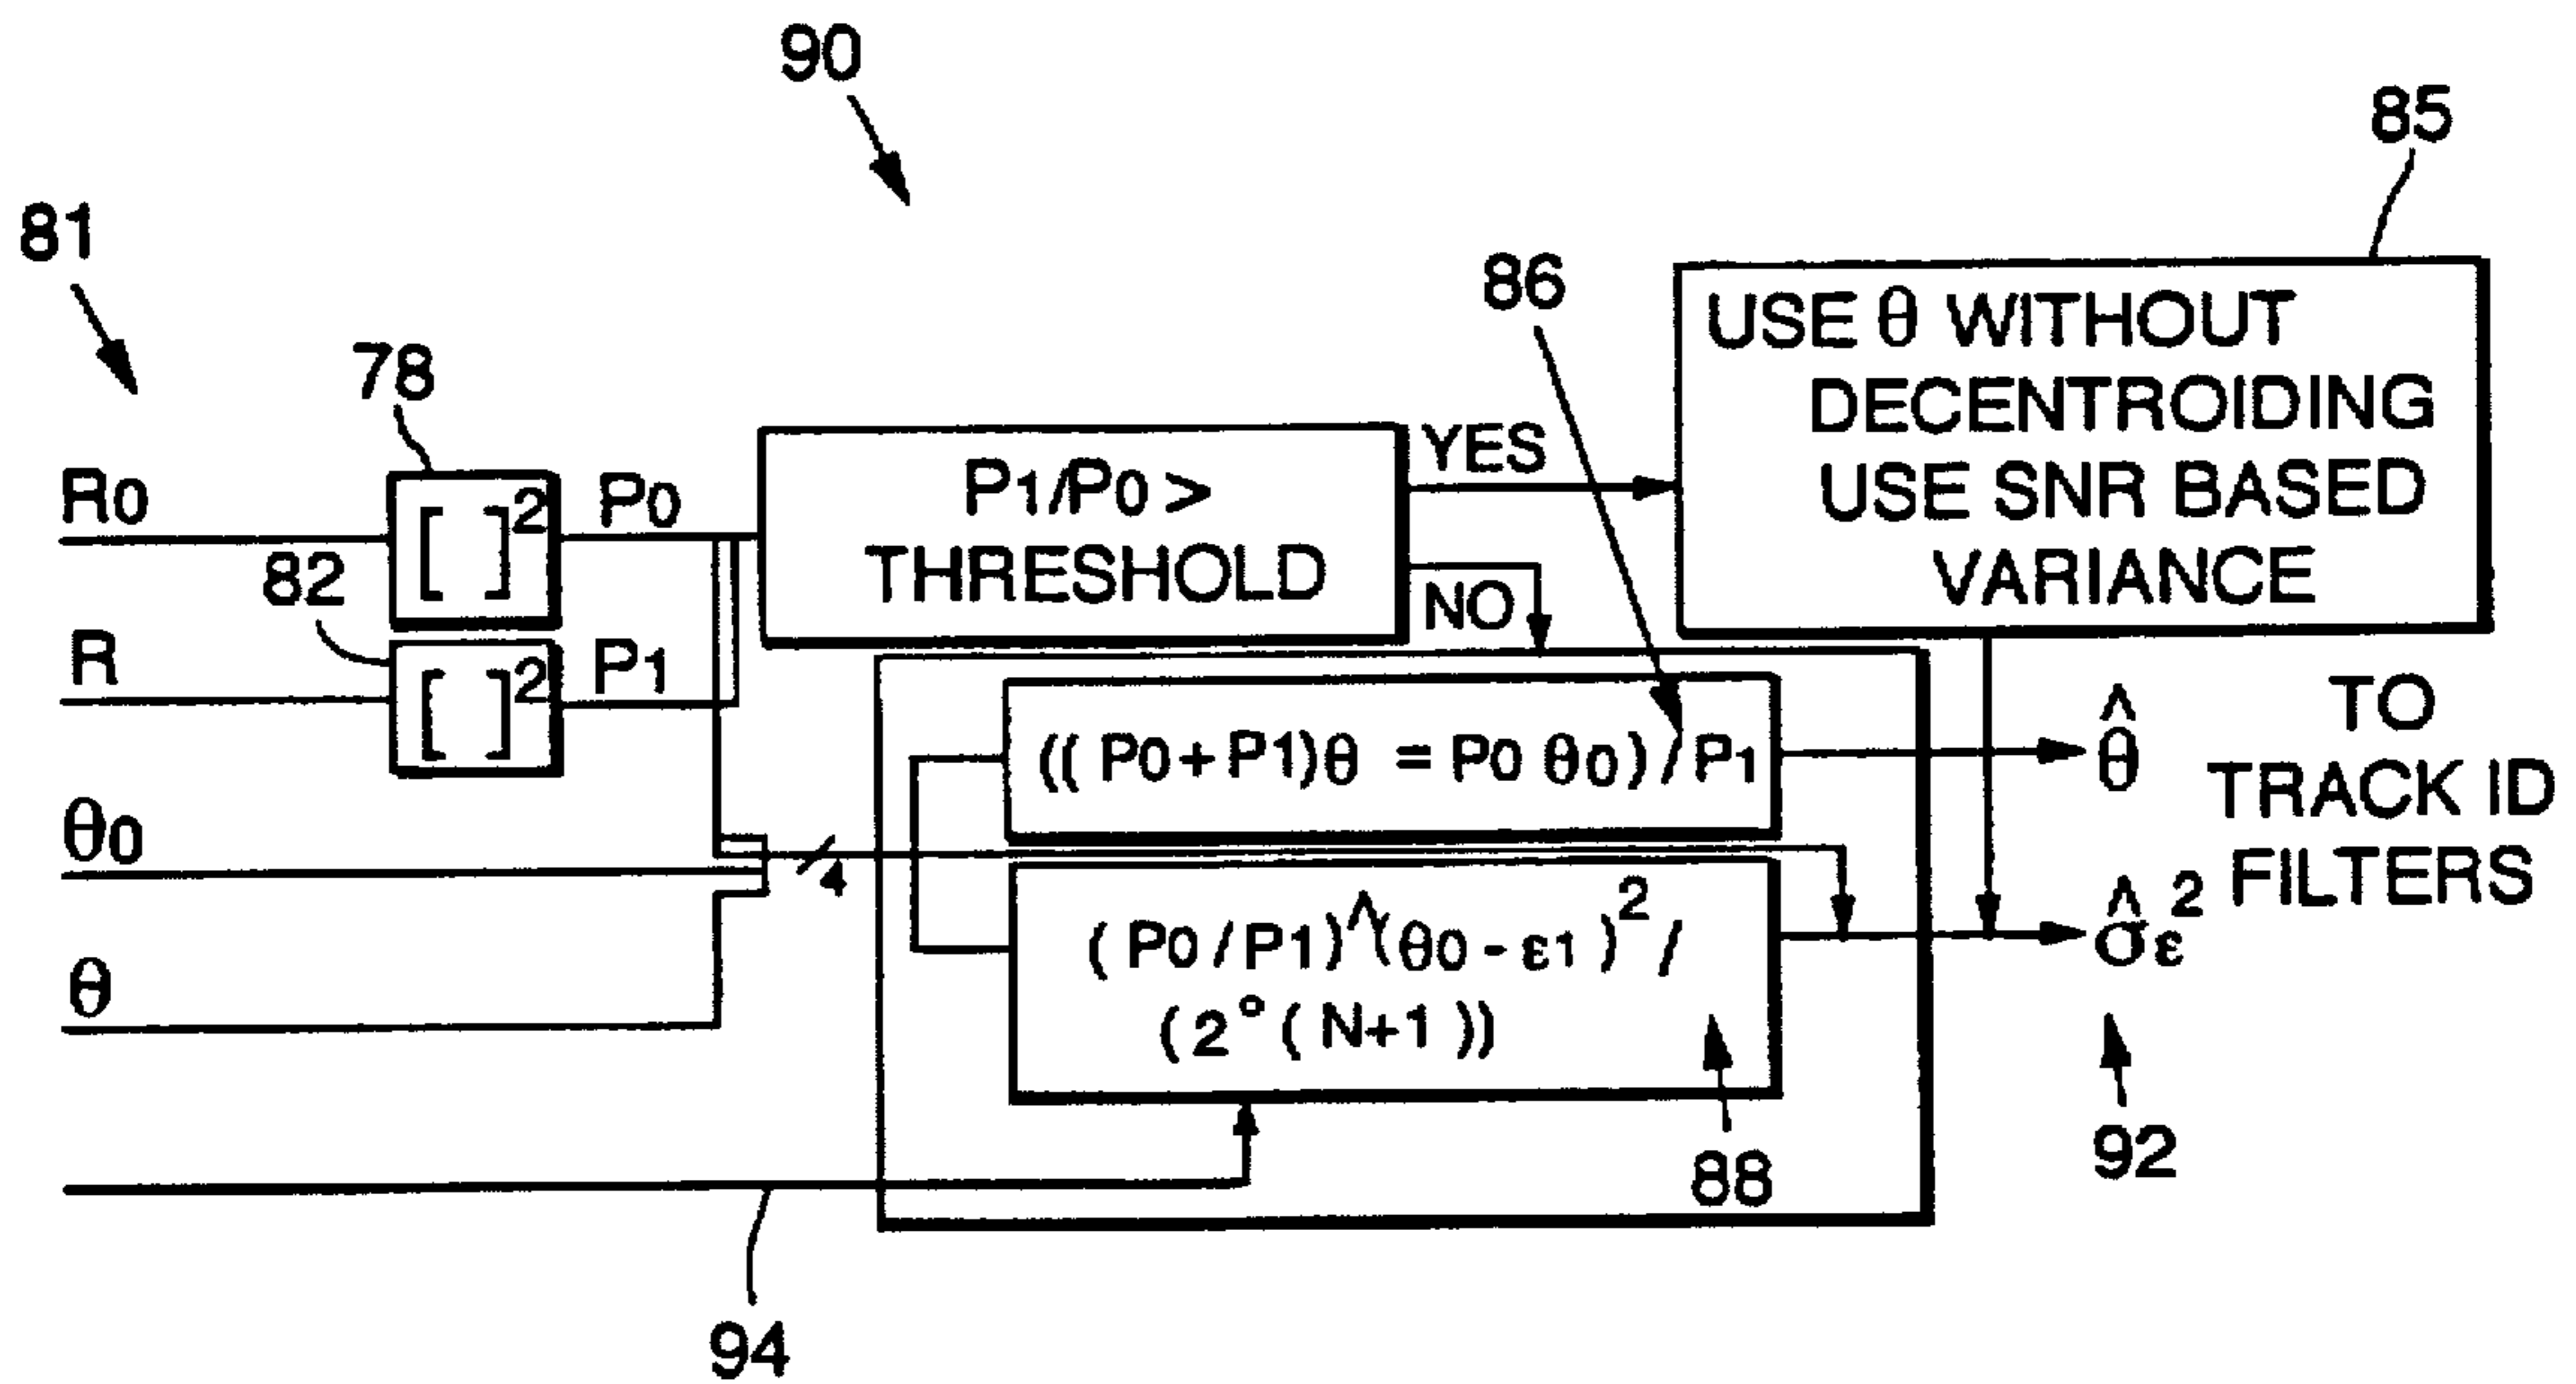 90
85
81
86
78
USE θ WITHOUT
DECENTROIDING
USE SNR BASED
VARIANCE
R0
[ ]²
P0
P1/P0 >
THRESHOLD
YES
NO
82
R
[ ]²
P1
((P0+P1)θ = P0 θ0)/P1
θ̂
TO
TRACK ID
FILTERS
θ0
4
(P0/P1)^(θ0-ε1)²/
(2°(N+1))
σ̂ε²
θ
88
92
94